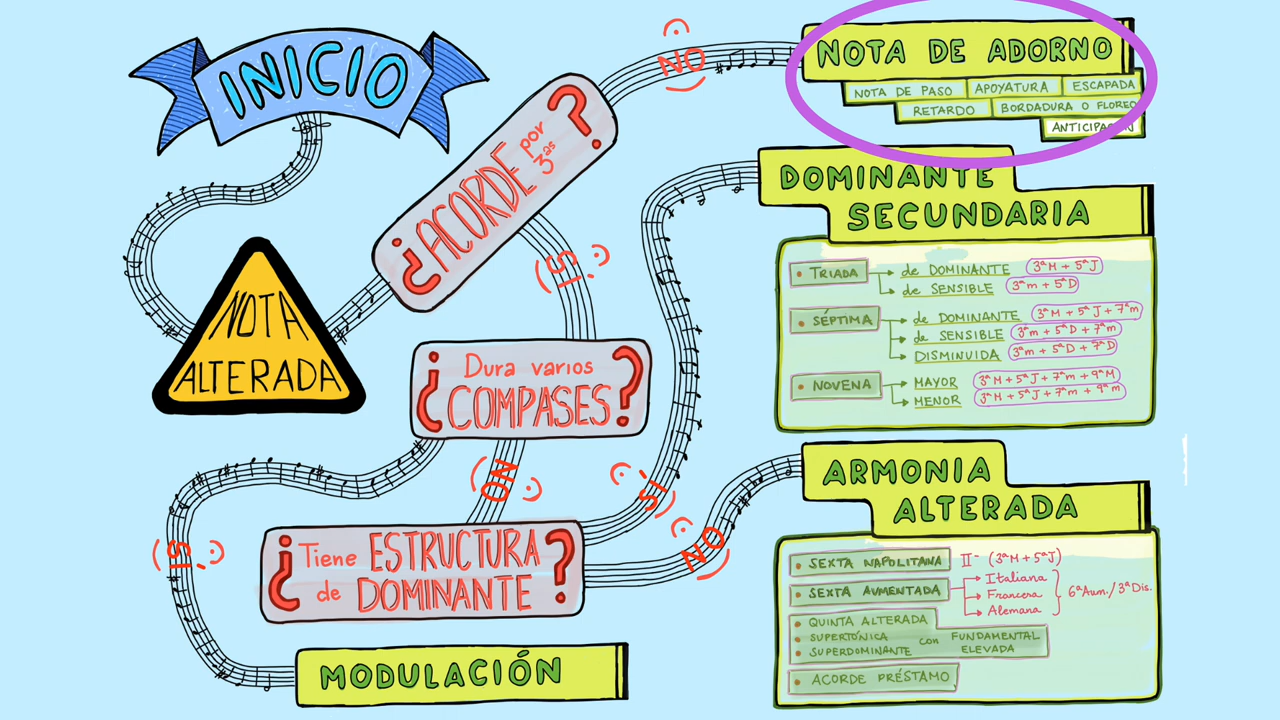 INICIO
NOTA
ALTERADA
¿ACORDE por 3as?
NO
NOTA DE ADORNO
NOTA DE PASO
APOYATURA
ESCAPADA
RETARDO
BORDADURA O FLOREO
ANTICIPACIÓN
SÍ
¿Dura varios
COMPASES?
SÍ
MODULACIÓN
NO
¿Tiene ESTRUCTURA
de DOMINANTE?
SÍ
DOMINANTE
SECUNDARIA
• TRIADA
de DOMINANTE 3ªM + 5ªJ
de SENSIBLE 3ªm + 5ªD
• SÉPTIMA
de DOMINANTE 3ªM + 5ªJ + 7ªm
de SENSIBLE 3ªm + 5ªD + 7ªm
DISMINUIDA 3ªm + 5ªD + 7ªD
• NOVENA
MAYOR 3ªM + 5ªJ + 7ªm + 9ªM
MENOR 3ªM + 5ªJ + 7ªm + 9ªm
NO
ARMONIA
ALTERADA
• SEXTA NAPOLITANA II- (3ªM + 5ªJ)
• SEXTA AUMENTADA
Italiana
Francesa
Alemana
6ªAum./3ªDis.
• QUINTA ALTERADA
• SUPERTÓNICA
• SUPERDOMINANTE
con FUNDAMENTAL
ELEVADA
• ACORDE PRÉSTAMO